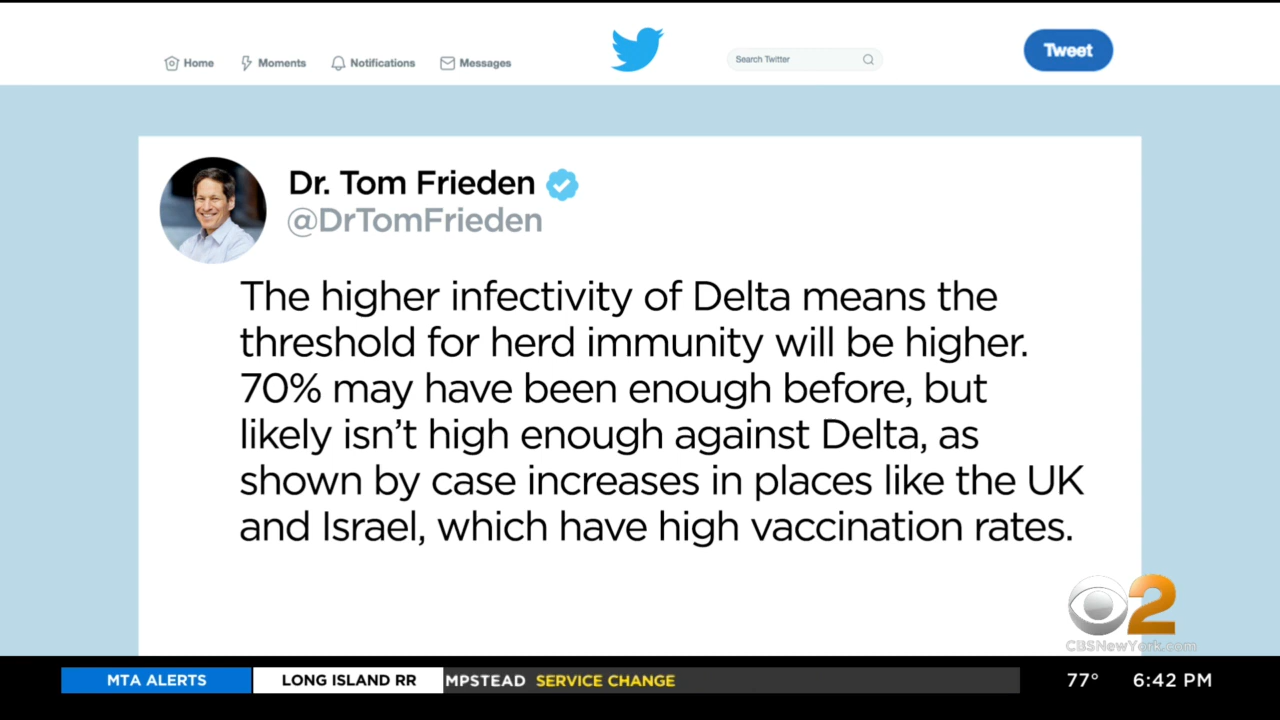 Home
Moments
Notifications
Messages
Search Twitter
Tweet
Dr. Tom Frieden
@DrTomFrieden
The higher infectivity of Delta means the
threshold for herd immunity will be higher.
70% may have been enough before, but
likely isn't high enough against Delta, as
shown by case increases in places like the UK
and Israel, which have high vaccination rates.
2
CBSNewYork.com
MTA ALERTS
LONG ISLAND RR
MPSTEAD SERVICE CHANGE
77°
6:42 PM